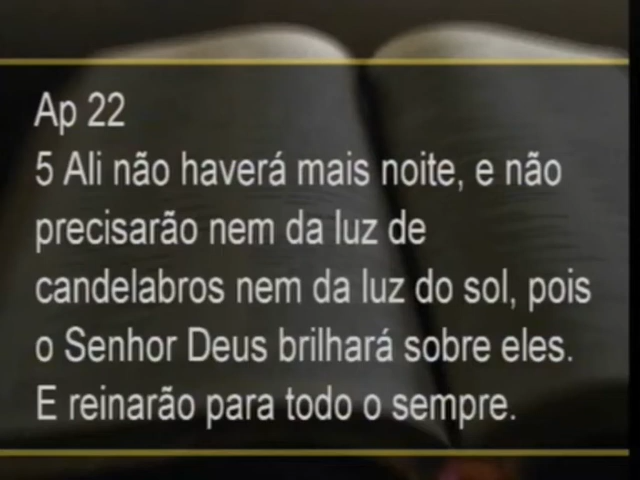 Ap 22
5 Ali não haverá mais noite, e não
precisarão nem da luz de
candelabros nem da luz do sol, pois
o Senhor Deus brilhará sobre eles.
E reinarão para todo o sempre.